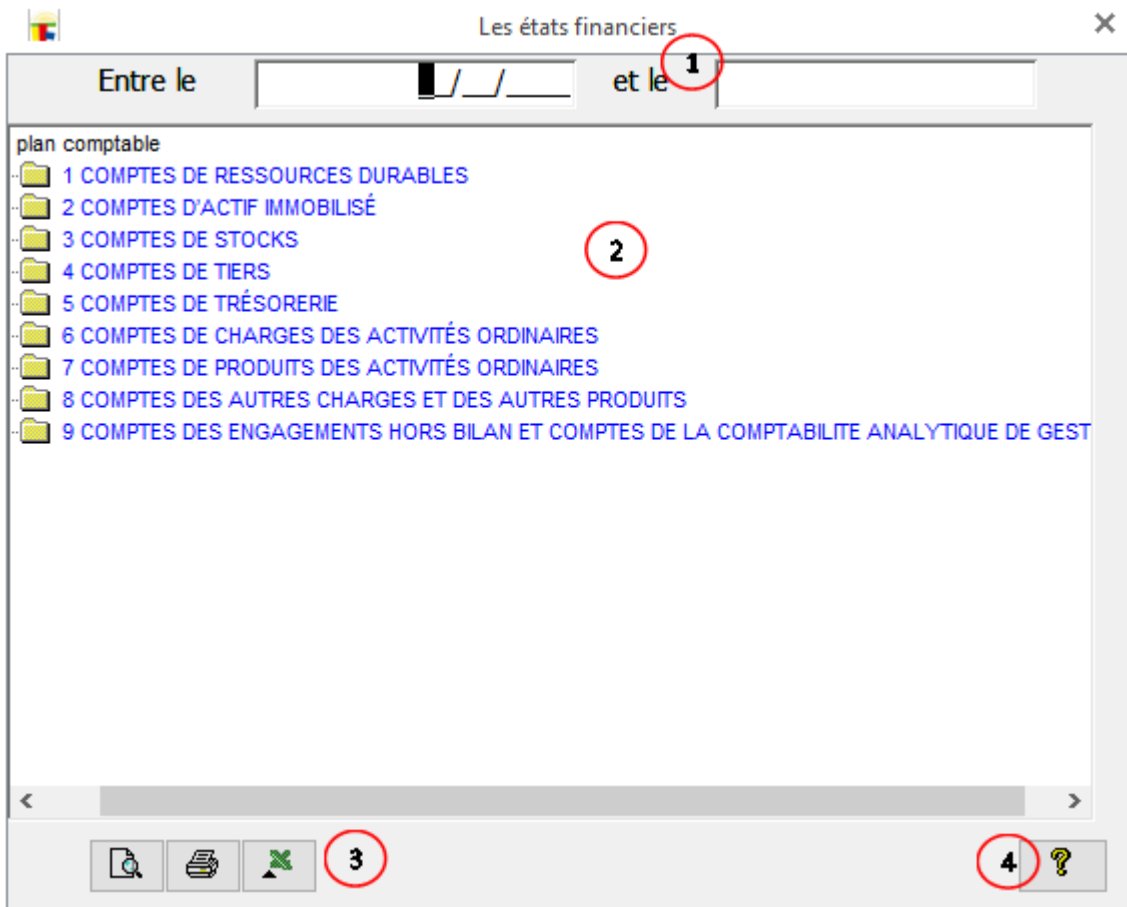 Les états financiers
Entre le __/__/____ et le
1
plan comptable
1 COMPTES DE RESSOURCES DURABLES
2 COMPTES D'ACTIF IMMOBILISÉ
3 COMPTES DE STOCKS
2
4 COMPTES DE TIERS
5 COMPTES DE TRÉSORERIE
6 COMPTES DE CHARGES DES ACTIVITÉS ORDINAIRES
7 COMPTES DE PRODUITS DES ACTIVITÉS ORDINAIRES
8 COMPTES DES AUTRES CHARGES ET DES AUTRES PRODUITS
9 COMPTES DES ENGAGEMENTS HORS BILAN ET COMPTES DE LA COMPTABILITE ANALYTIQUE DE GEST
3
4 ?